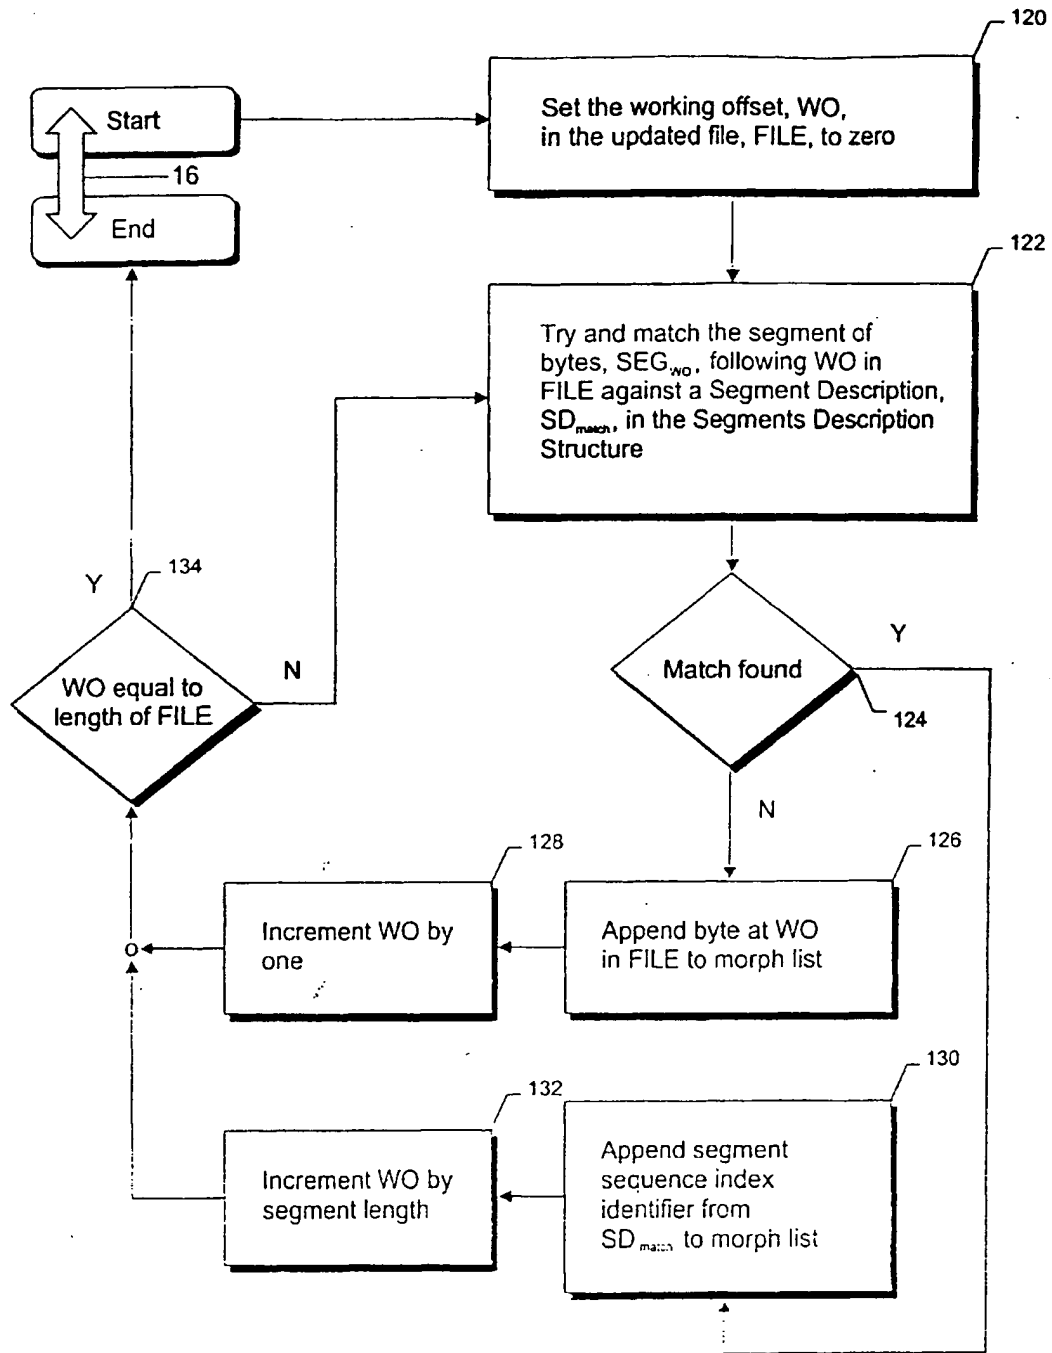 120
Start
Set the working offset, WO,
in the updated file, FILE, to zero
16
End
122
Try and match the segment of
bytes, SEGWO, following WO in
FILE against a Segment Description,
SDmatch, in the Segments Description
Structure
134
Y
Y
N
WO equal to
length of FILE
Match found
124
N
128
126
Increment WO by
one
Append byte at WO
in FILE to morph list
o
130
132
Append segment
sequence index
identifier from
SDmatch to morph list
Increment WO by
segment length